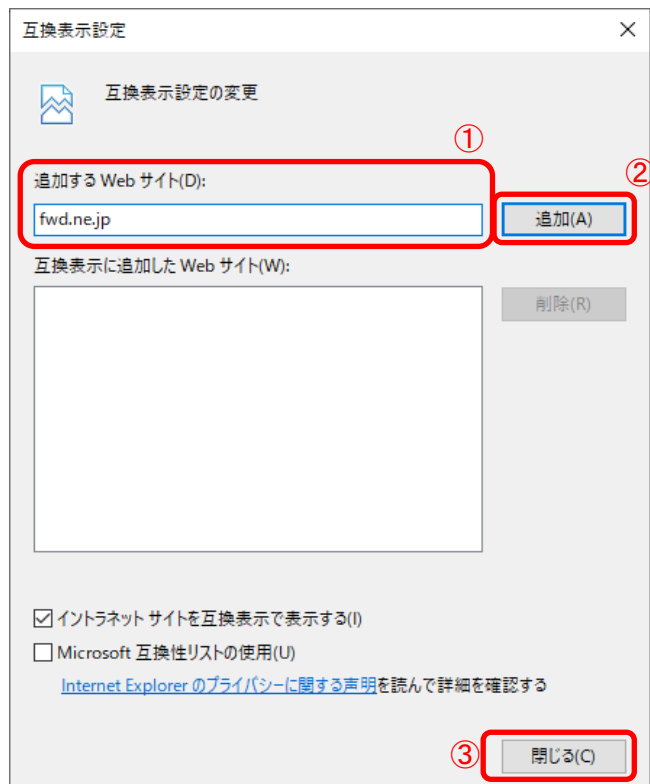 互換表示設定
互換表示設定の変更
①
追加する Web サイト(D):
②
fwd.ne.jp
追加(A)
互換表示に追加した Web サイト(W):
削除(R)
イントラネット サイトを互換表示で表示する(I)
Microsoft 互換性リストの使用(U)
Internet Explorer のプライバシーに関する声明を読んで詳細を確認する
③
閉じる(C)